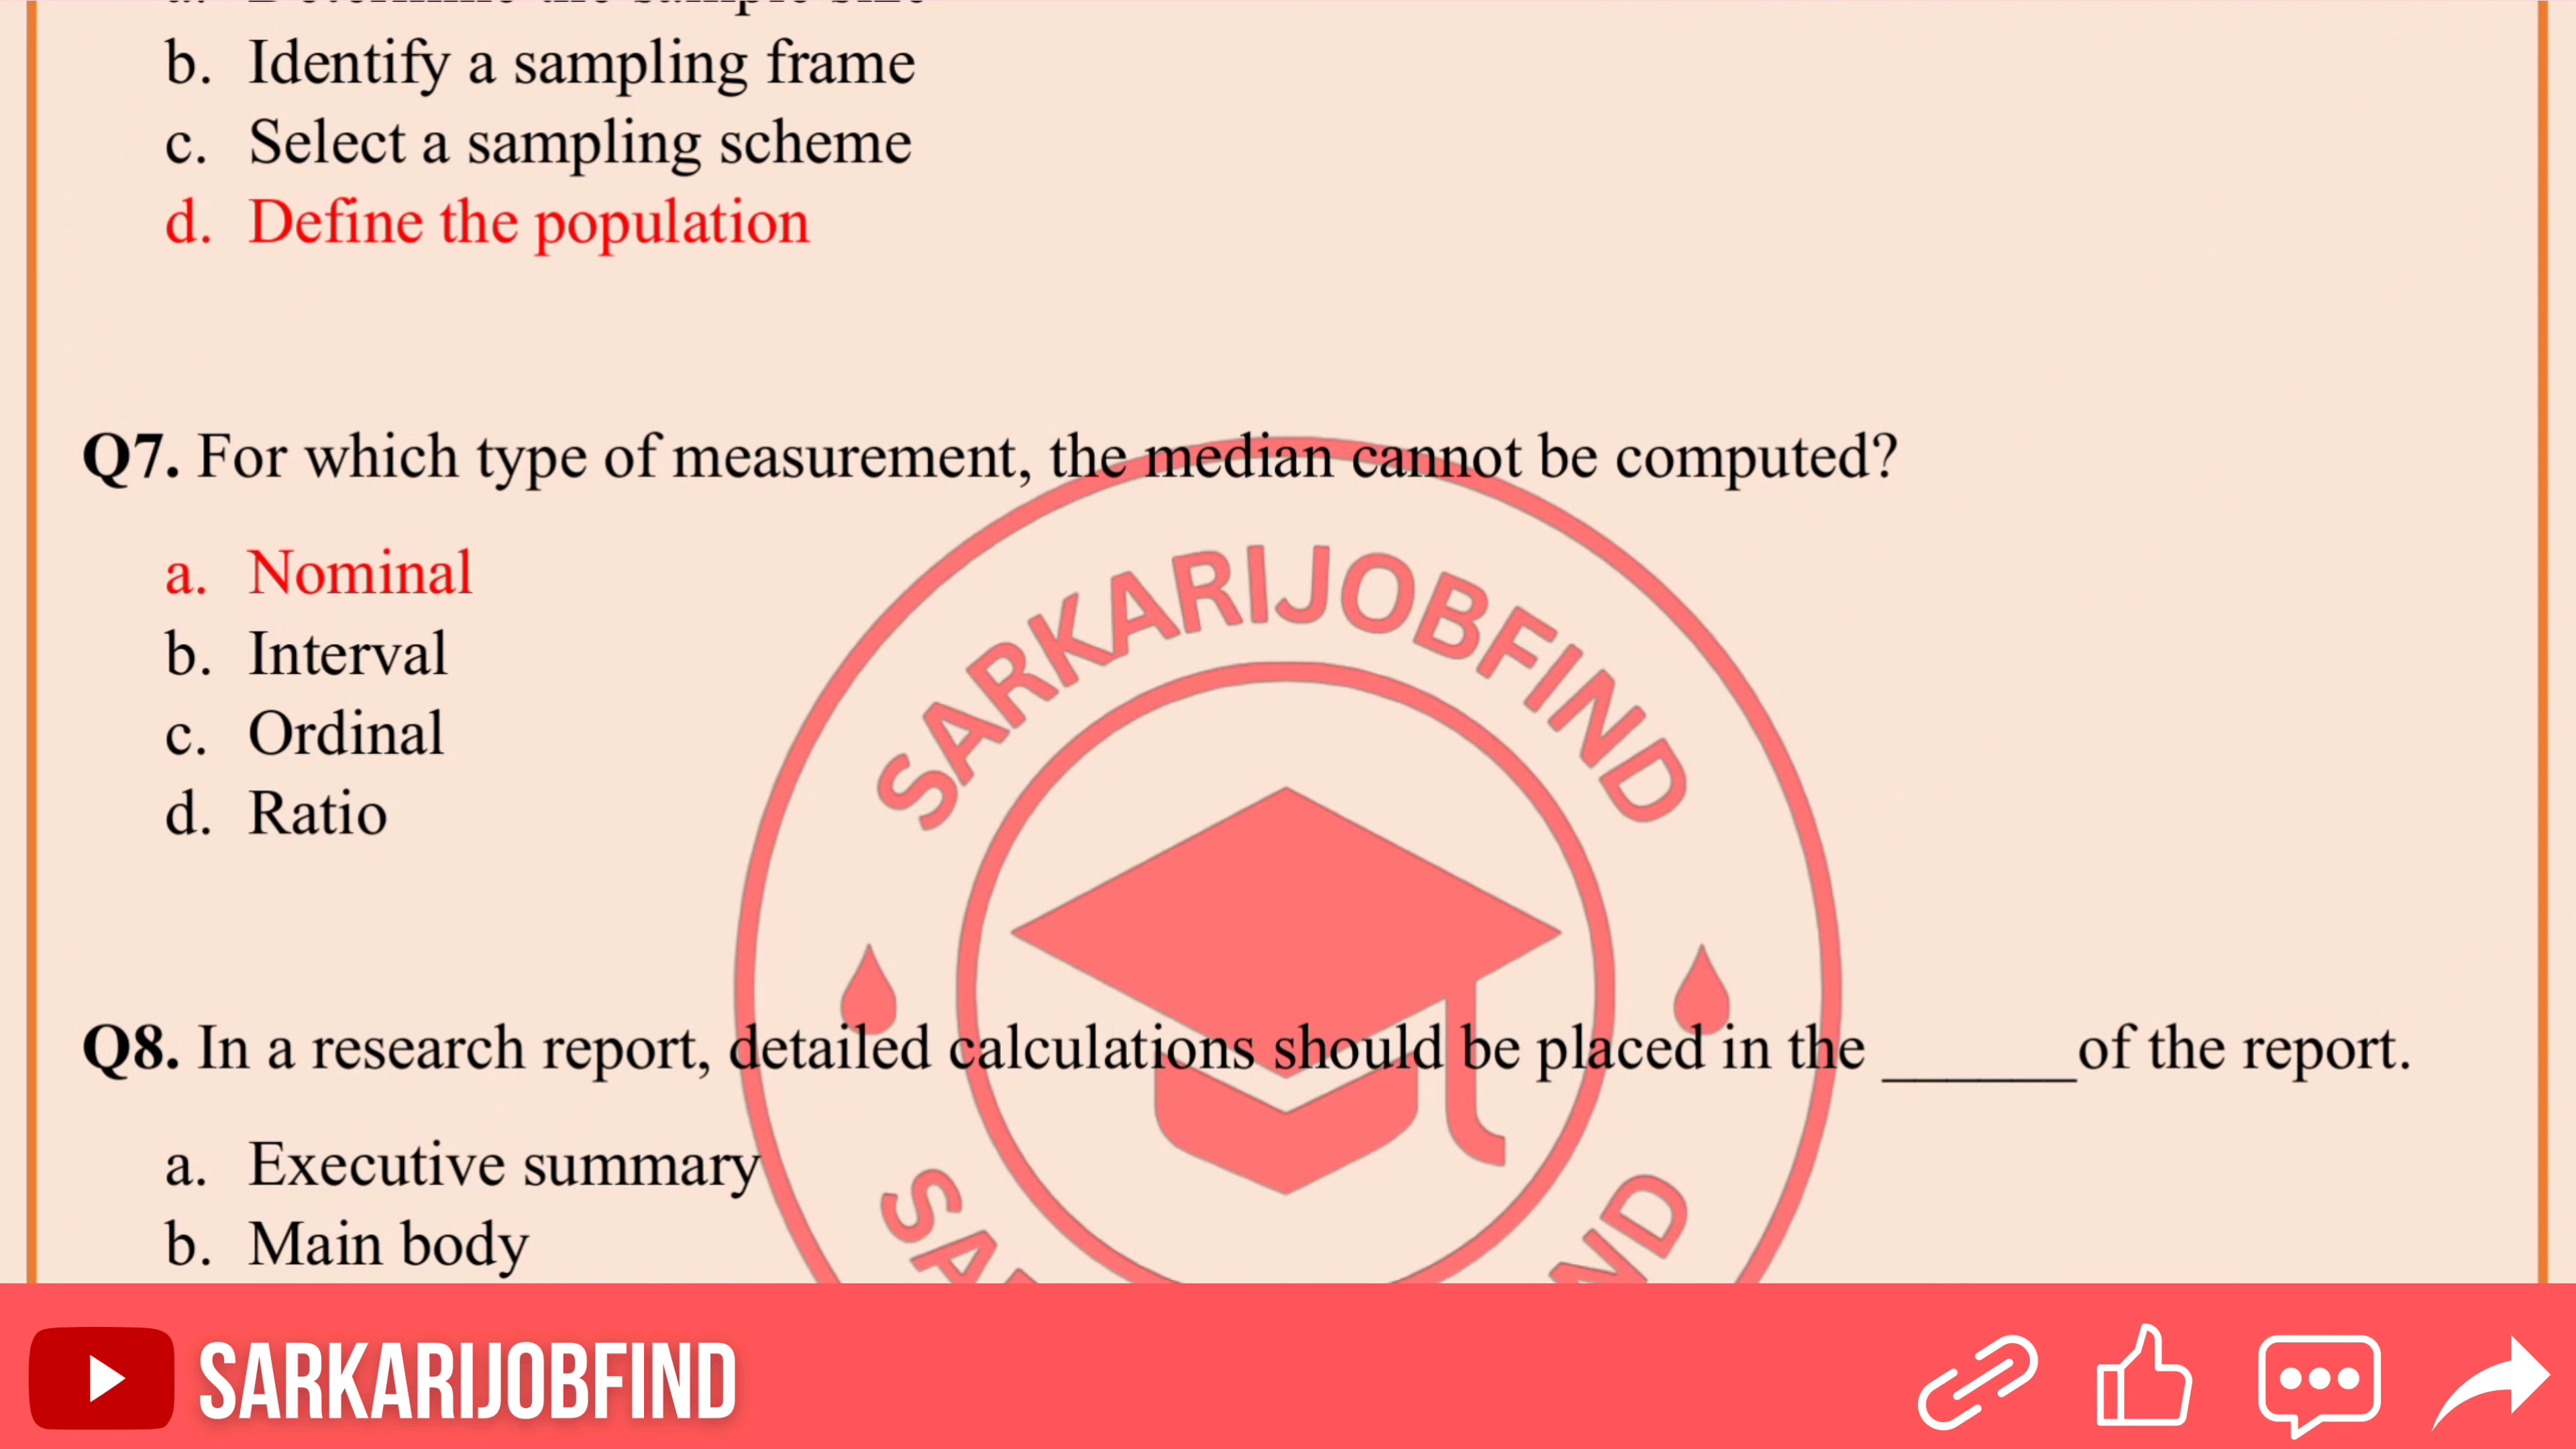 b. Identify a sampling frame
c. Select a sampling scheme
d. Define the population
Q7. For which type of measurement, the median cannot be computed?
a. Nominal
b. Interval
c. Ordinal
d. Ratio
SARKARIJOBFIND
Q8. In a research report, detailed calculations should be placed in the ______of the report.
a. Executive summary
b. Main body
SARKARIJOBFIND